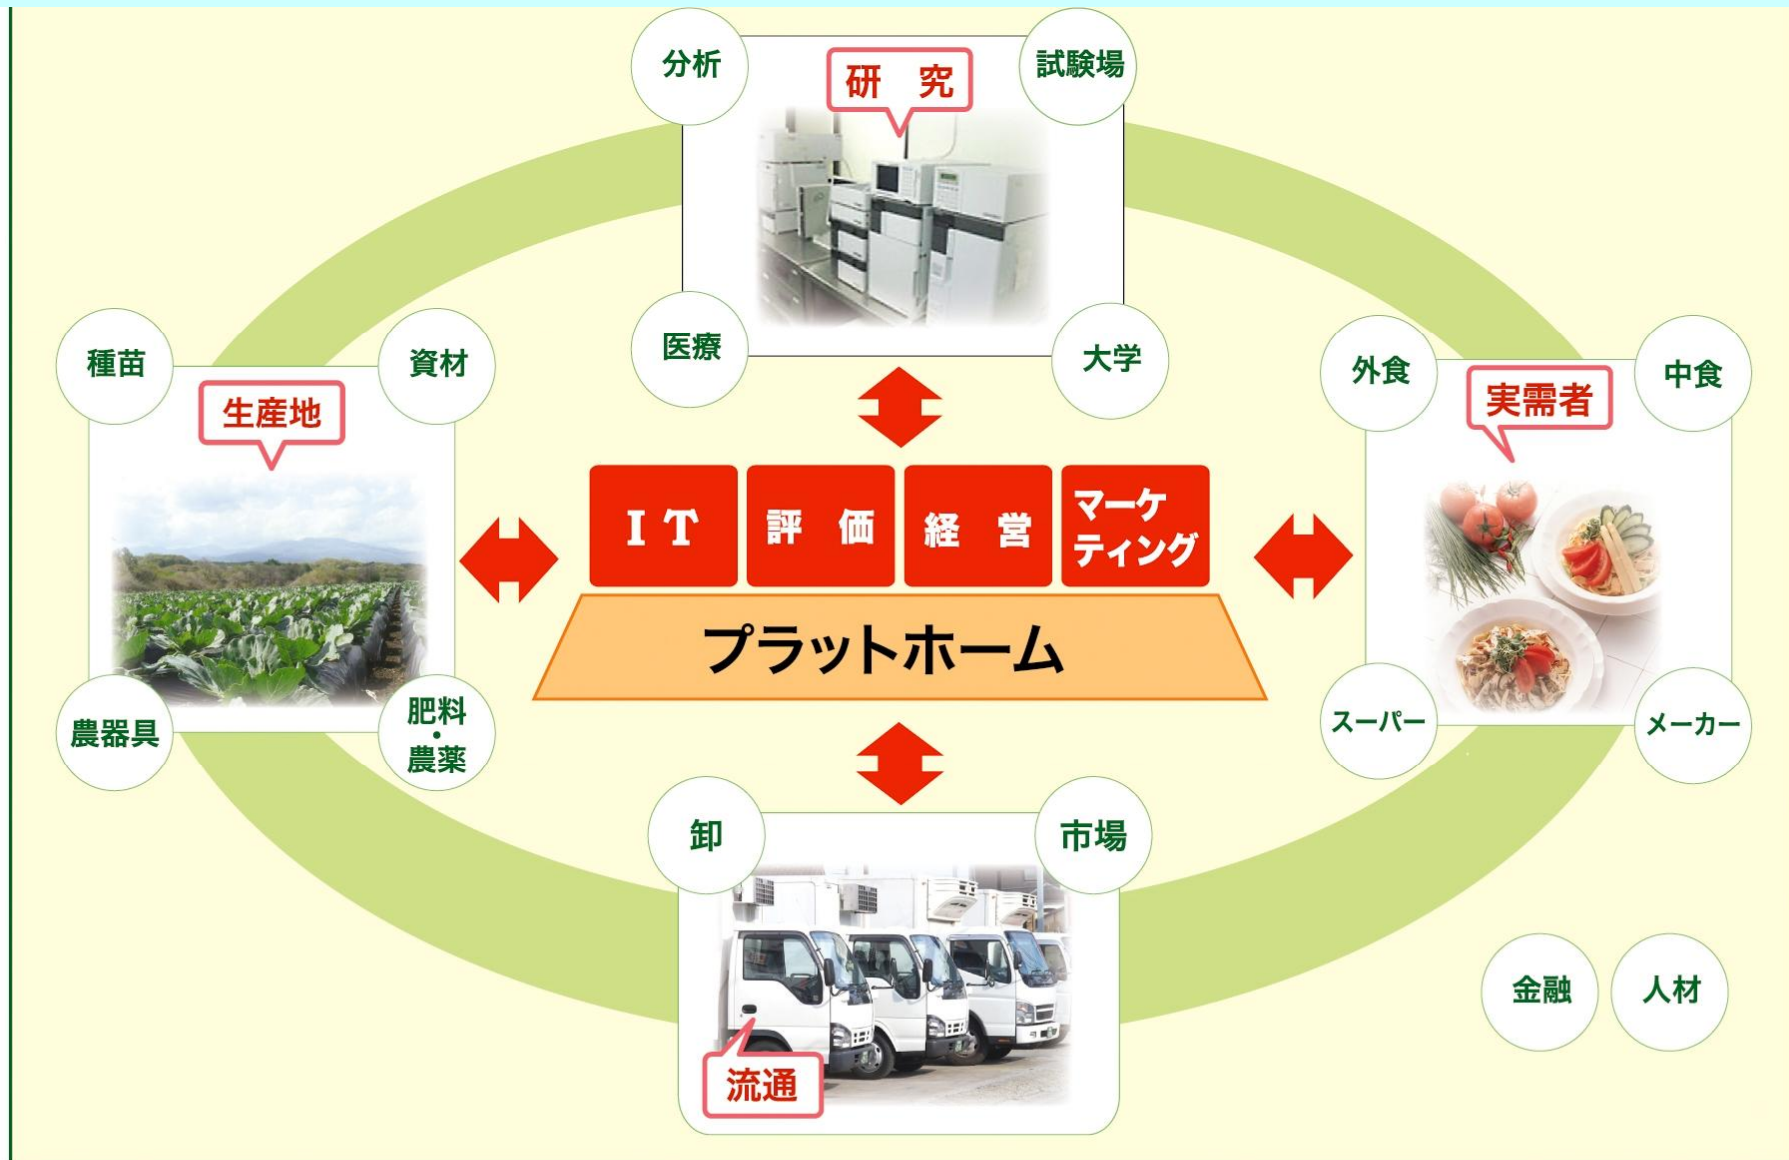 分析
研　究
試験場
医療
大学
種苗
資材
生産地
農器具
肥料
・
農薬
外食
中食
実需者
スーパー
メーカー
ＩＴ
評　価
経　営
マーケ
ティング
プラットホーム
卸
市場
流通
金融
人材